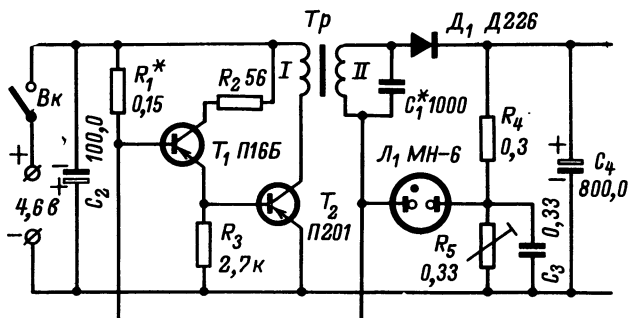 Тр
Д₁ Д226
Вк
R₁*
0,15
R₂ 56
I
II
C₁* 1000
100,0
C₂
T₁ П16Б
Л₁ МН-6
R₄
0,3
+
−
C₄
800,0
+
4,6 в
−
−
+
T₂
П201
R₃
2,7к
R₅
0,33
0,33
C₃